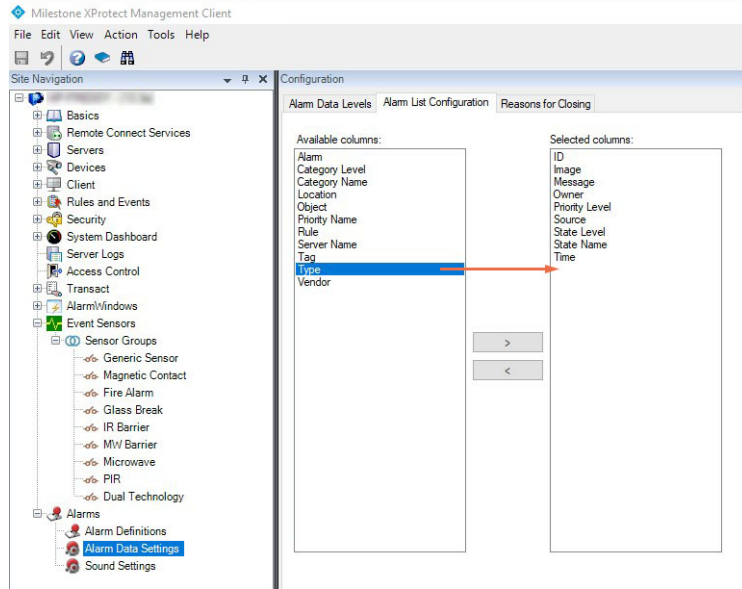 Milestone XProtect Management Client
File Edit View Action Tools Help
Site Navigation
Basics
Remote Connect Services
Servers
Devices
Client
Rules and Events
Security
System Dashboard
Server Logs
Access Control
Transact
AlarmWindows
Event Sensors
Sensor Groups
Generic Sensor
Magnetic Contact
Fire Alarm
Glass Break
IR Barrier
MW Barrier
Microwave
PIR
Dual Technology
Alarms
Alarm Definitions
Alarm Data Settings
Sound Settings
Configuration
Alarm Data Levels Alarm List Configuration Reasons for Closing
Available columns:
Alarm
Category Level
Category Name
Location
Object
Priority Name
Rule
Server Name
Tag
Type
Vendor
>
<
Selected columns:
ID
Image
Message
Owner
Priority Level
Source
State Level
State Name
Time